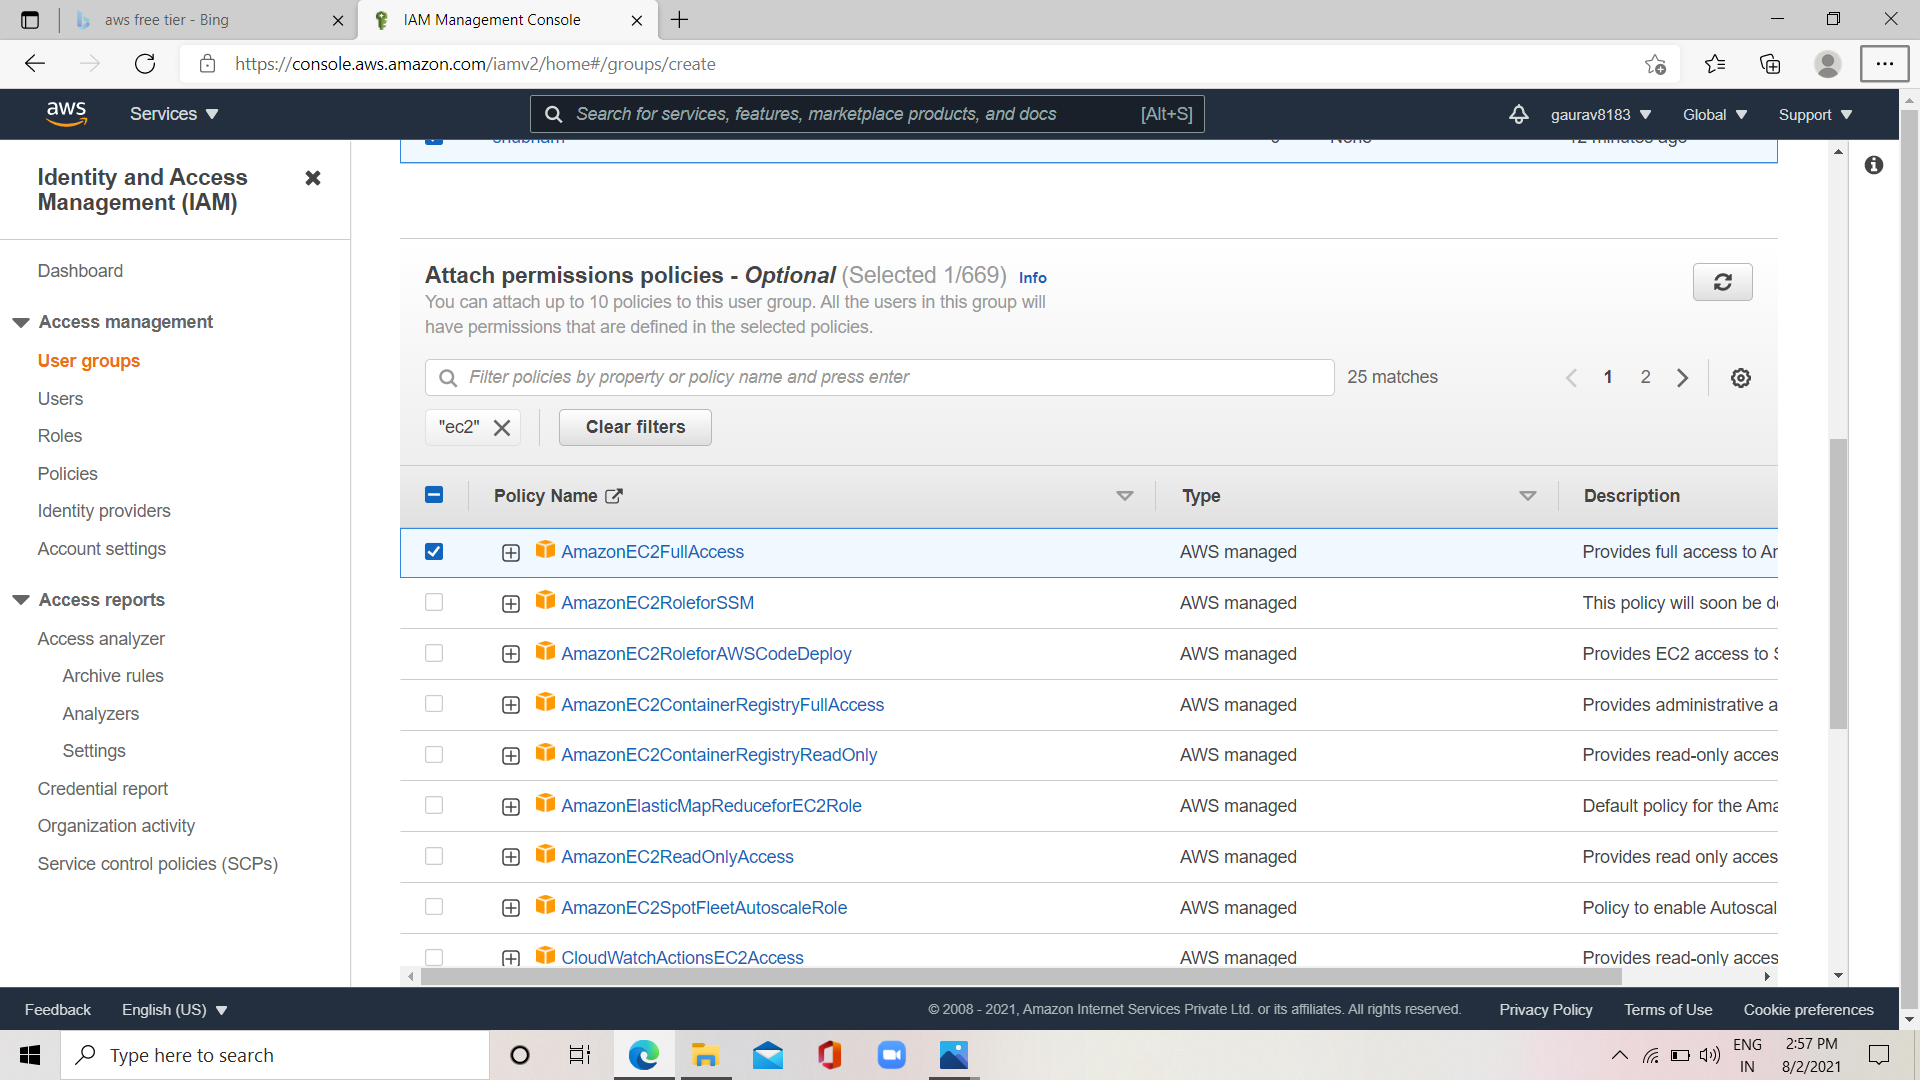 aws free tier - Bing
IAM Management Console
https://console.aws.amazon.com/iamv2/home#/groups/create
aws
Services
Search for services, features, marketplace products, and docs
[Alt+S]
gaurav8183
Global
Support
Identity and Access
Management (IAM)
Dashboard
Access management
User groups
Users
Roles
Policies
Identity providers
Account settings
Access reports
Access analyzer
Archive rules
Analyzers
Settings
Credential report
Organization activity
Service control policies (SCPs)
None
12 minutes ago
Attach permissions policies - Optional (Selected 1/669) Info
You can attach up to 10 policies to this user group. All the users in this group will
have permissions that are defined in the selected policies.
Filter policies by property or policy name and press enter
25 matches
1 2
"ec2"
Clear filters
Policy Name Type Description
AmazonEC2FullAccess AWS managed Provides full access to Ar
AmazonEC2RoleforSSM AWS managed This policy will soon be d
AmazonEC2RoleforAWSCodeDeploy AWS managed Provides EC2 access to S
AmazonEC2ContainerRegistryFullAccess AWS managed Provides administrative a
AmazonEC2ContainerRegistryReadOnly AWS managed Provides read-only acces
AmazonElasticMapReduceforEC2Role AWS managed Default policy for the Ama
AmazonEC2ReadOnlyAccess AWS managed Provides read only acces
AmazonEC2SpotFleetAutoscaleRole AWS managed Policy to enable Autoscal
CloudWatchActionsEC2Access AWS managed Provides read-only acces
Feedback
English (US)
© 2008 - 2021, Amazon Internet Services Private Ltd. or its affiliates. All rights reserved.
Privacy Policy
Terms of Use
Cookie preferences
Type here to search
ENG
IN
2:57 PM
8/2/2021